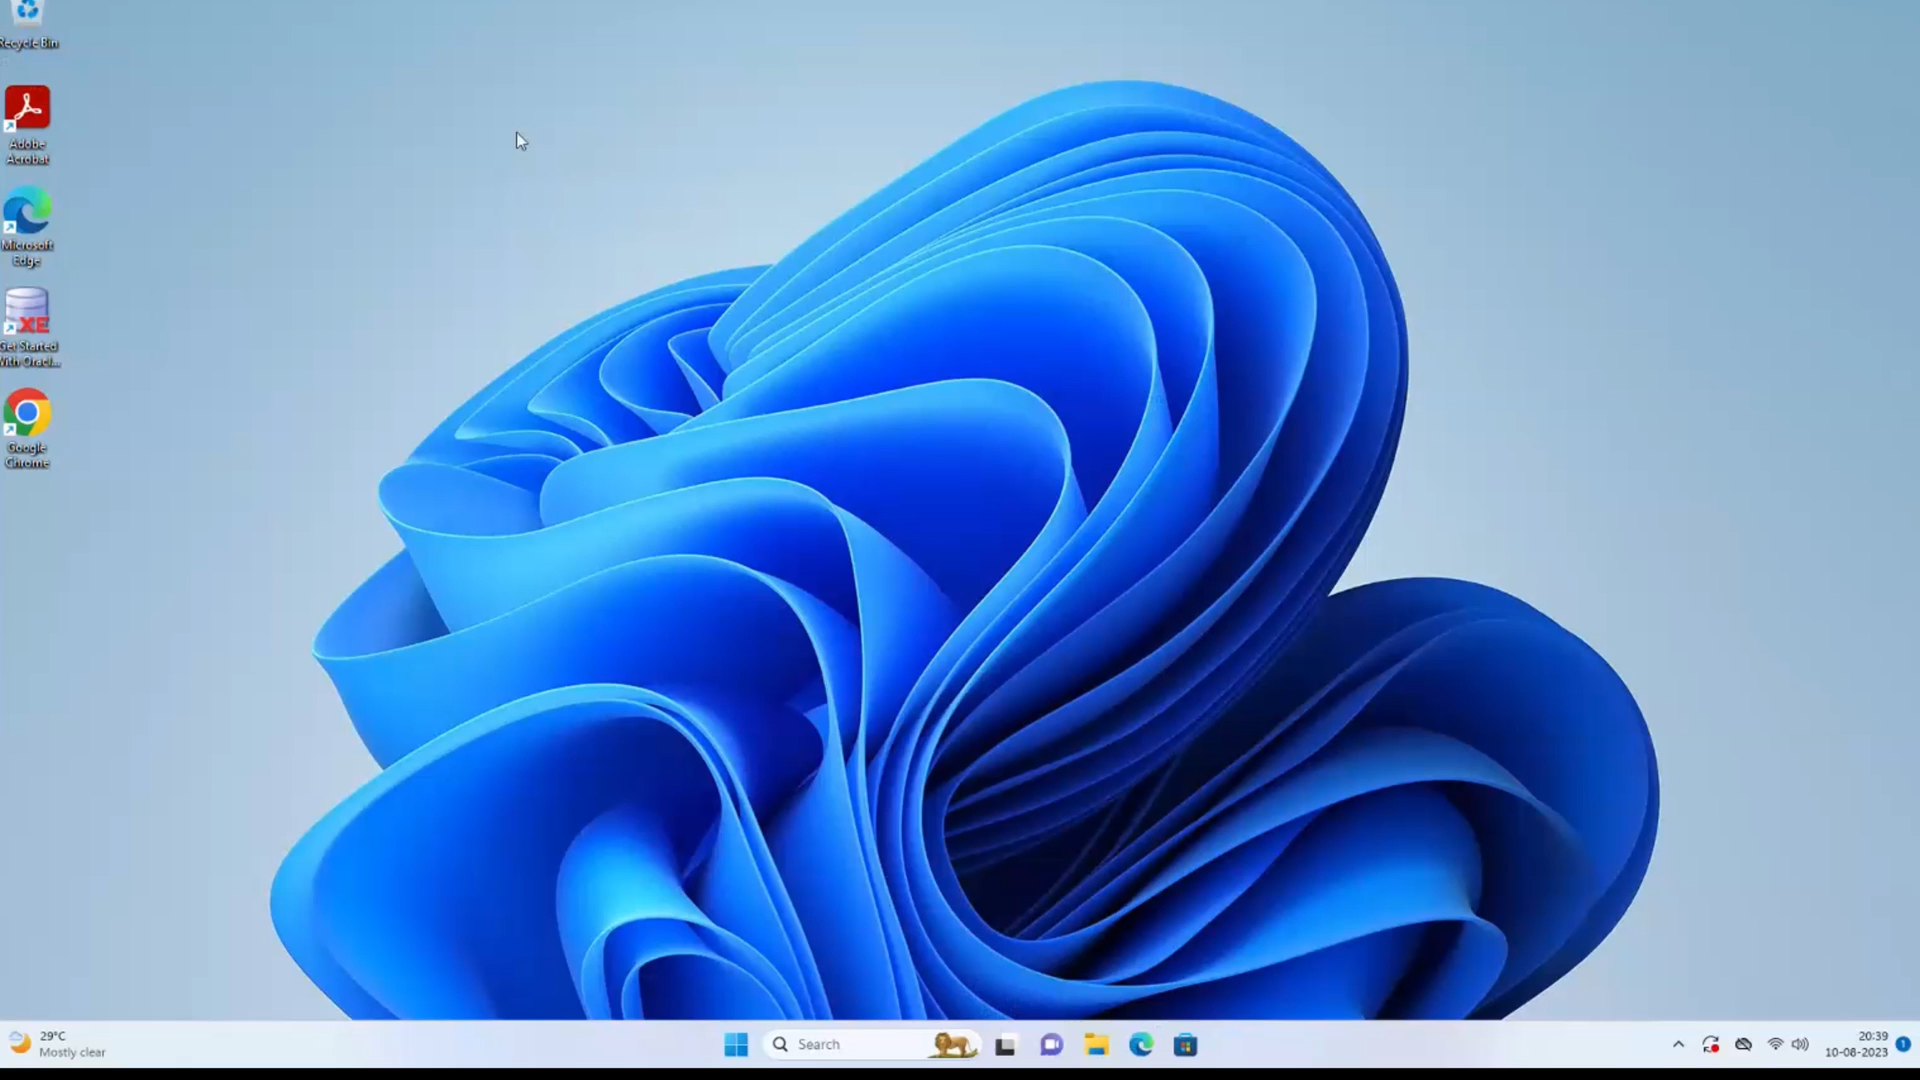 Recycle Bin
Adobe
Acrobat
Microsoft
Edge
XE
Get Started
With Oracl...
Google
Chrome
29°C
Mostly clear
Search
20:39
10-08-2023
1